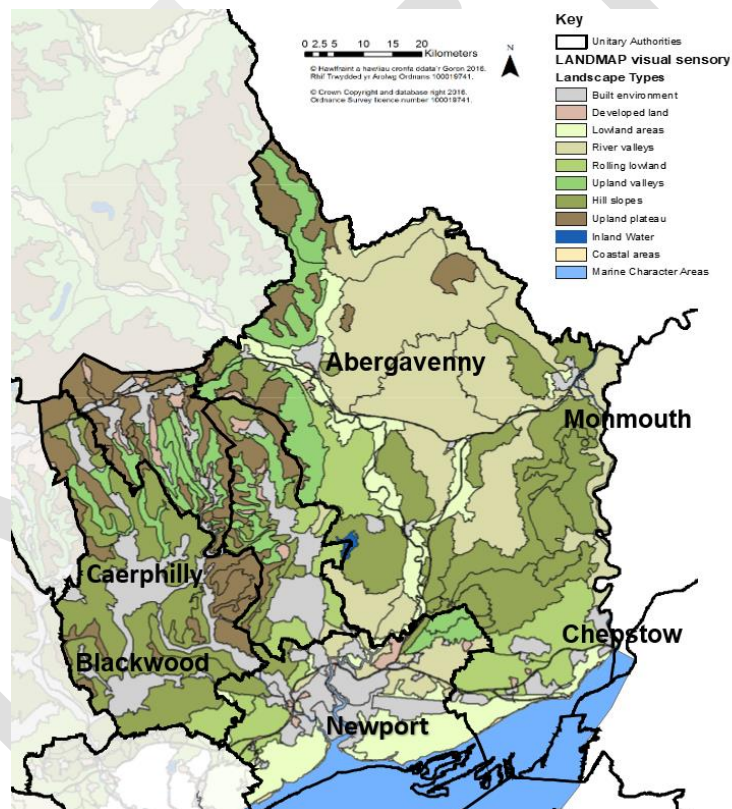 Key
Unitary Authorities
LANDMAP visual sensory
Landscape Types
Built environment
Developed land
Lowland areas
River valleys
Rolling lowland
Upland valleys
Hill slopes
Upland plateau
Inland Water
Coastal areas
Marine Character Areas
0 2.5 5 10 15 20
Kilometers
N
© Hawlfraint a hawliau cronfa ddata'r Goron 2016.
Rhif Trwydded yr Arolwg Ordnans 100019741.
© Crown Copyright and database right 2016.
Ordnance Survey licence number 100019741.
Abergavenny
Monmouth
Caerphilly
Chepstow
Blackwood
Newport